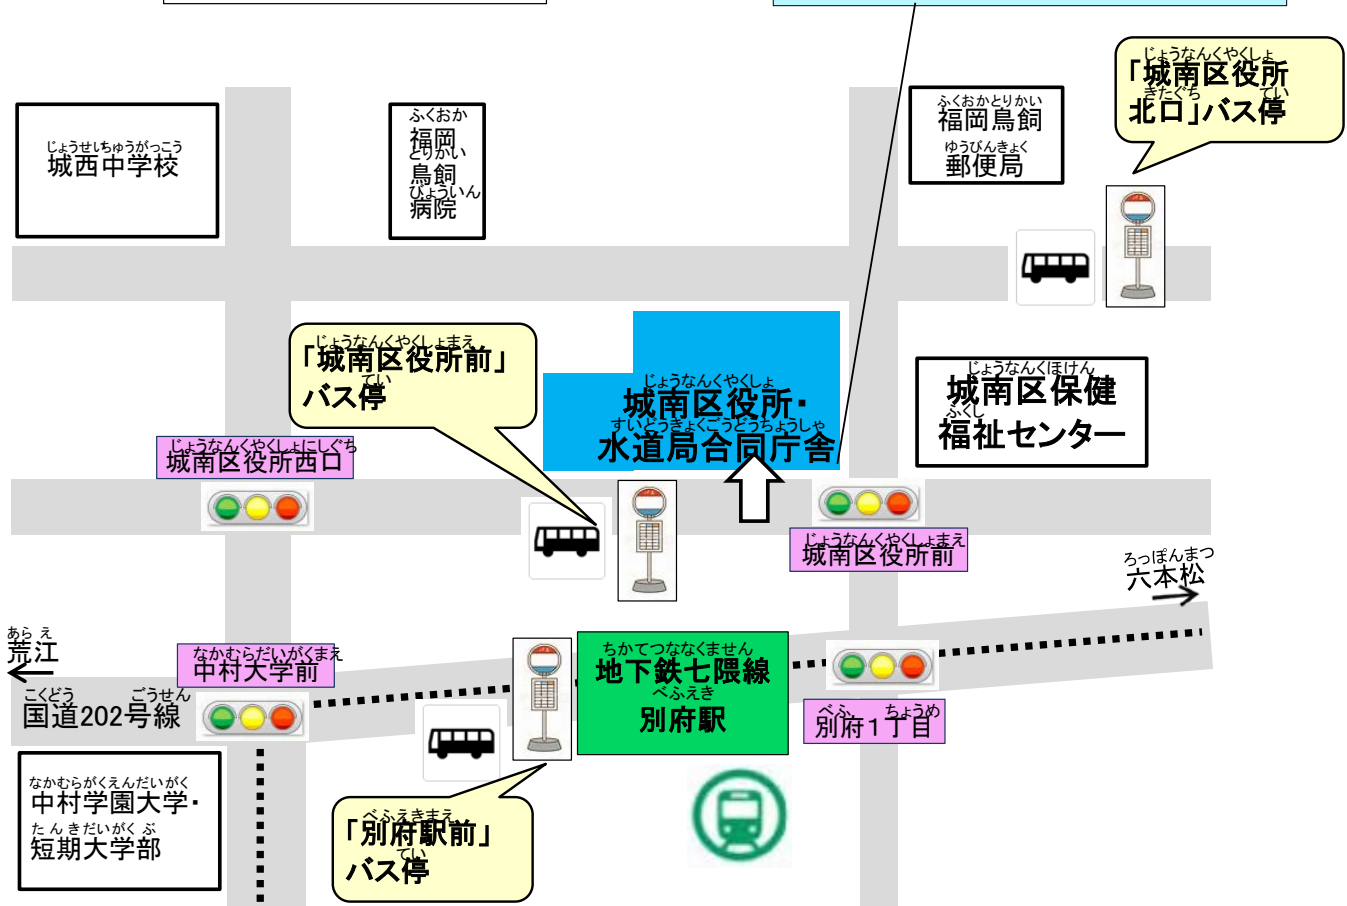 じょうなんくやくしょ
「城南区役所
きたぐち てい
北口」バス停
ふくおかとりかい
福岡鳥飼
ゆうびんきょく
郵便局
ふくおか
福岡
とりかい
鳥飼
びょういん
病院
じょうせいちゅうがっこう
城西中学校
じょうなんくやくしょまえ
「城南区役所前」
てい
バス停
じょうなんくやくしょ
城南区役所・
すいどうきょくごうどうちょうしゃ
水道局合同庁舎
じょうなんくほけん
城南区保健
ふくし
福祉センター
じょうなんくやくしょにしぐち
城南区役所西口
じょうなんくやくしょまえ
城南区役所前
ろっぽんまつ
六本松
あらえ
荒江
なかむらだいがくまえ
中村大学前
ちかてつななくません
地下鉄七隈線
べふえき
別府駅
こくどう ごうせん
国道202号線
べふ ちょうめ
別府1丁目
なかむらがくえんだいがく
中村学園大学・
たんきだいがくぶ
短期大学部
べふえきまえ
「別府駅前」
てい
バス停